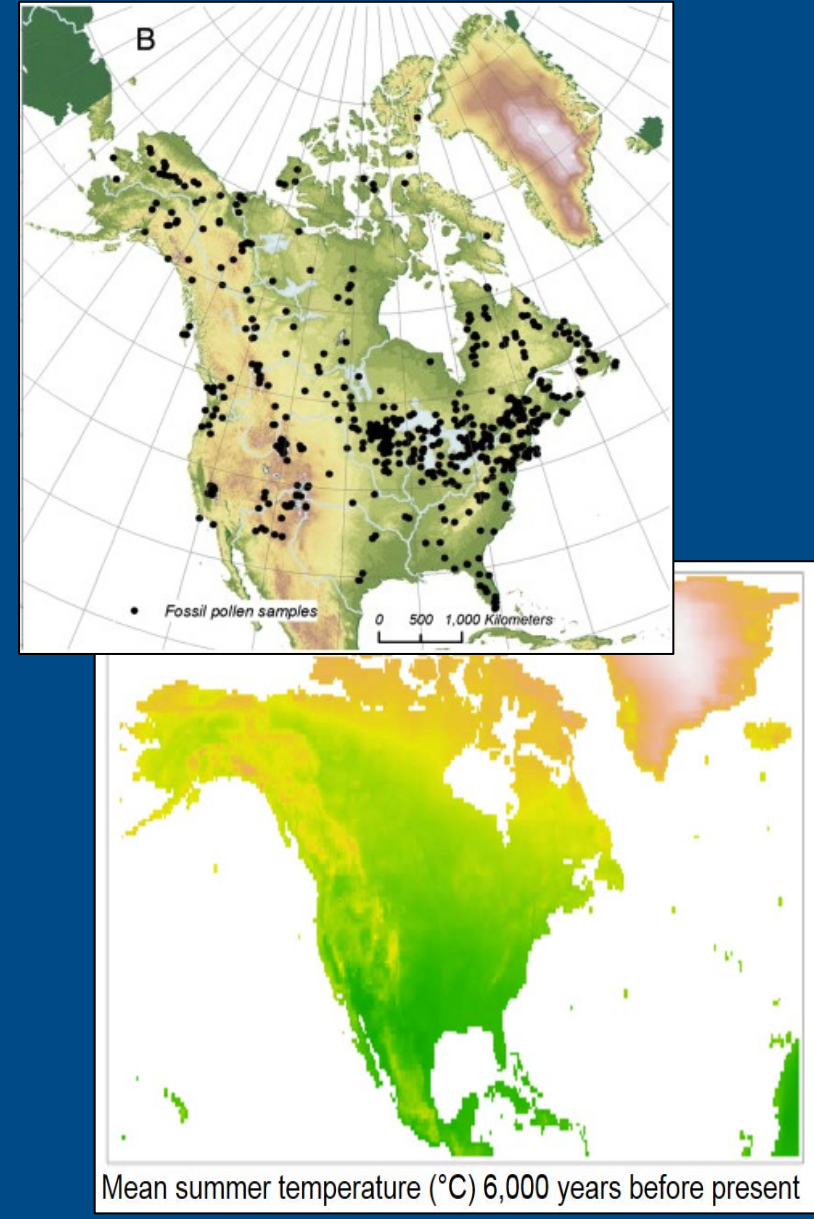 B
Fossil pollen samples
0 500 1,000 Kilometers
Mean summer temperature (°C) 6,000 years before present